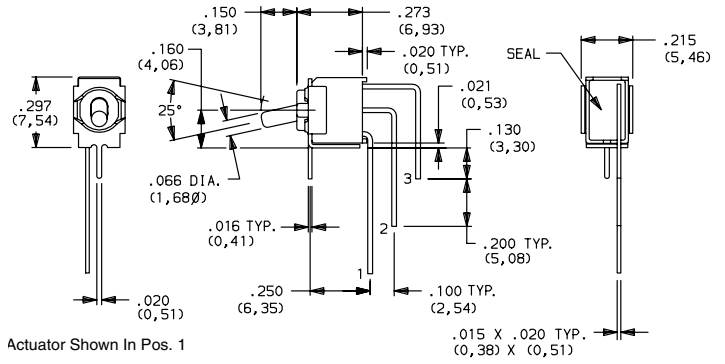 .150
(3,81)
.273
(6,93)
.160
(4,06)
.020 TYP.
(0,51)
SEAL
.215
(5,46)
.297
(7,54)
25°
.021
(0,53)
.130
(3,30)
.066 DIA.
(1,68Ø)
3
.016 TYP.
(0,41)
2
.200 TYP.
(5,08)
1
.020
(0,51)
.250
(6,35)
.100 TYP.
(2,54)
.015 X .020 TYP.
(0,38) X (0,51)
Actuator Shown In Pos. 1